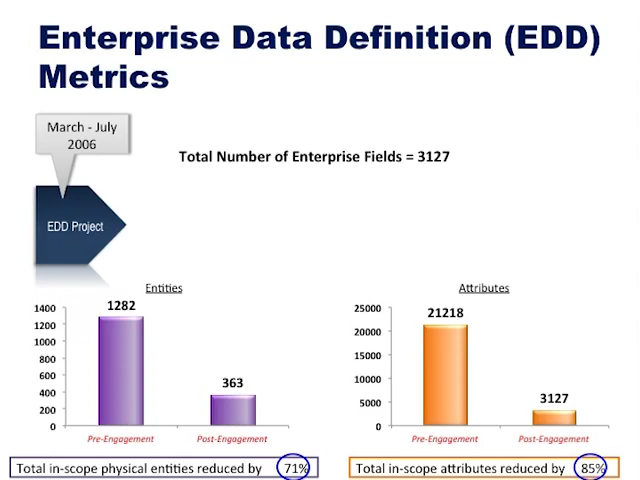 Enterprise Data Definition (EDD)
Metrics
March - July
2006
Total Number of Enterprise Fields = 3127
EDD Project
Entities
1400
1200
1000
800
600
400
200
0
1282
363
Pre-Engagement
Post-Engagement
Total in-scope physical entities reduced by 71%
Attributes
25000
20000
15000
10000
5000
0
21218
3127
Pre-Engagement
Post-Engagement
Total in-scope attributes reduced by 85%